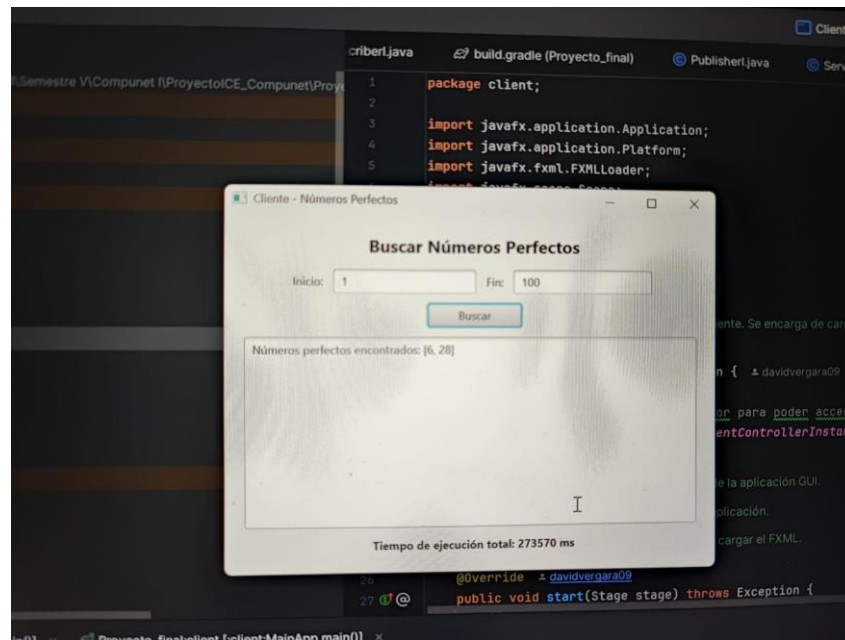 Client
criberI.java build.gradle (Proyecto_final) PublisherI.java Serv
\Semestre V\Compunet I\ProyectoICE_Compunet\Proye
1 package client;
2
3 import javafx.application.Application;
4 import javafx.application.Platform;
5 import javafx.fxml.FXMLLoader;
Cliente - Números Perfectos
Buscar Números Perfectos
Inicio: 1 Fin: 100
Buscar
ente. Se encarga de car
Números perfectos encontrados: [6, 28]
n { davidvergara09
or para poder acce
entControllerInsta
e la aplicación GUI.
plicación.
cargar el FXML.
Tiempo de ejecución total: 273570 ms
26 @Override davidvergara09
27 @ public void start(Stage stage) throws Exception {
Proyecto_final:client [:client:MainApp.main()] ×